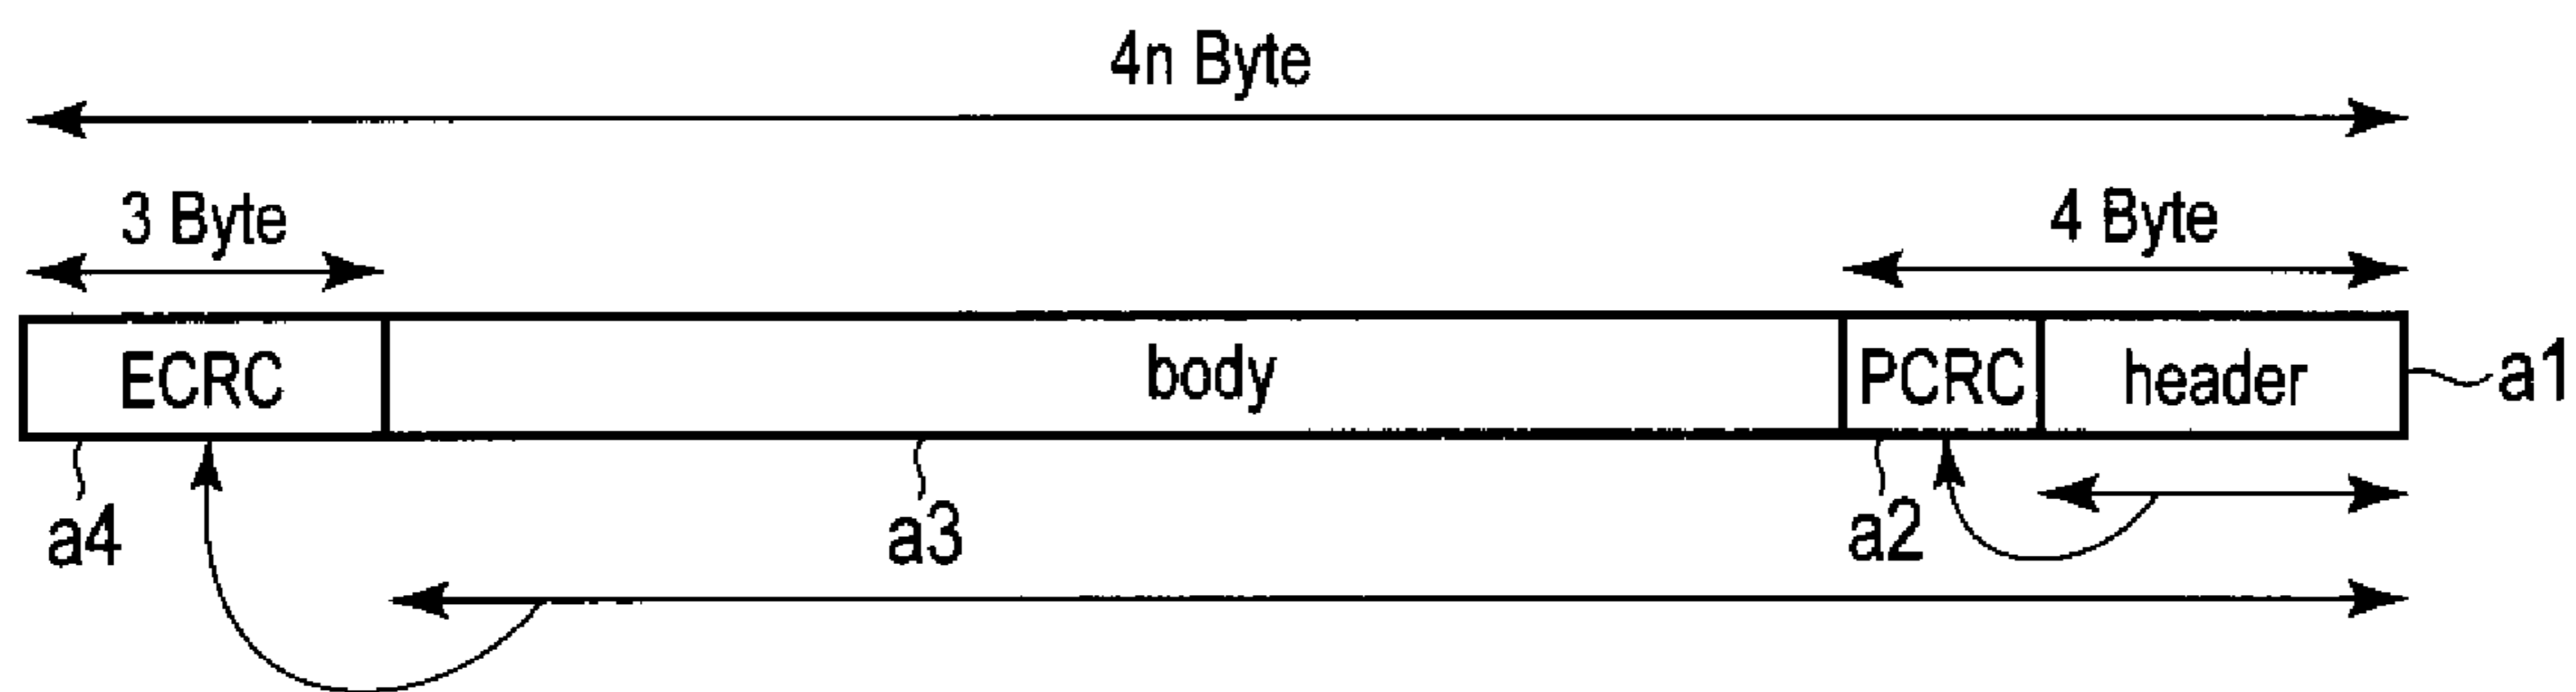 4n Byte
3 Byte 4 Byte
ECRC body PCRC header a1
a4 a3 a2